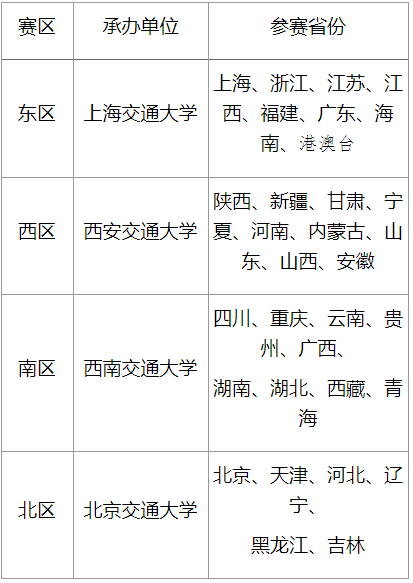 赛区 承办单位 参赛省份
东区 上海交通大学 上海、浙江、江苏、江
西、福建、广东、海
南、港澳台
西区 西安交通大学 陕西、新疆、甘肃、宁
夏、河南、内蒙古、山
东、山西、安徽
南区 西南交通大学 四川、重庆、云南、贵
州、广西、
湖南、湖北、西藏、青
海
北区 北京交通大学 北京、天津、河北、辽
宁、
黑龙江、吉林